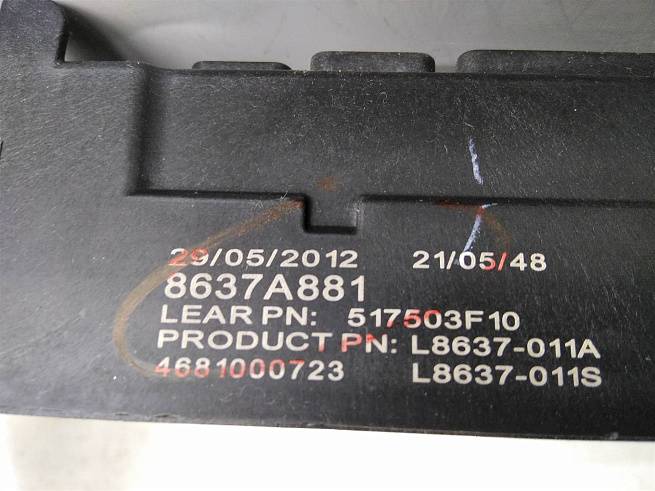 29/05/2012 21/05/48
8637A881
LEAR PN: 517503F10
PRODUCT PN: L8637-011A
4681000723 L8637-011S